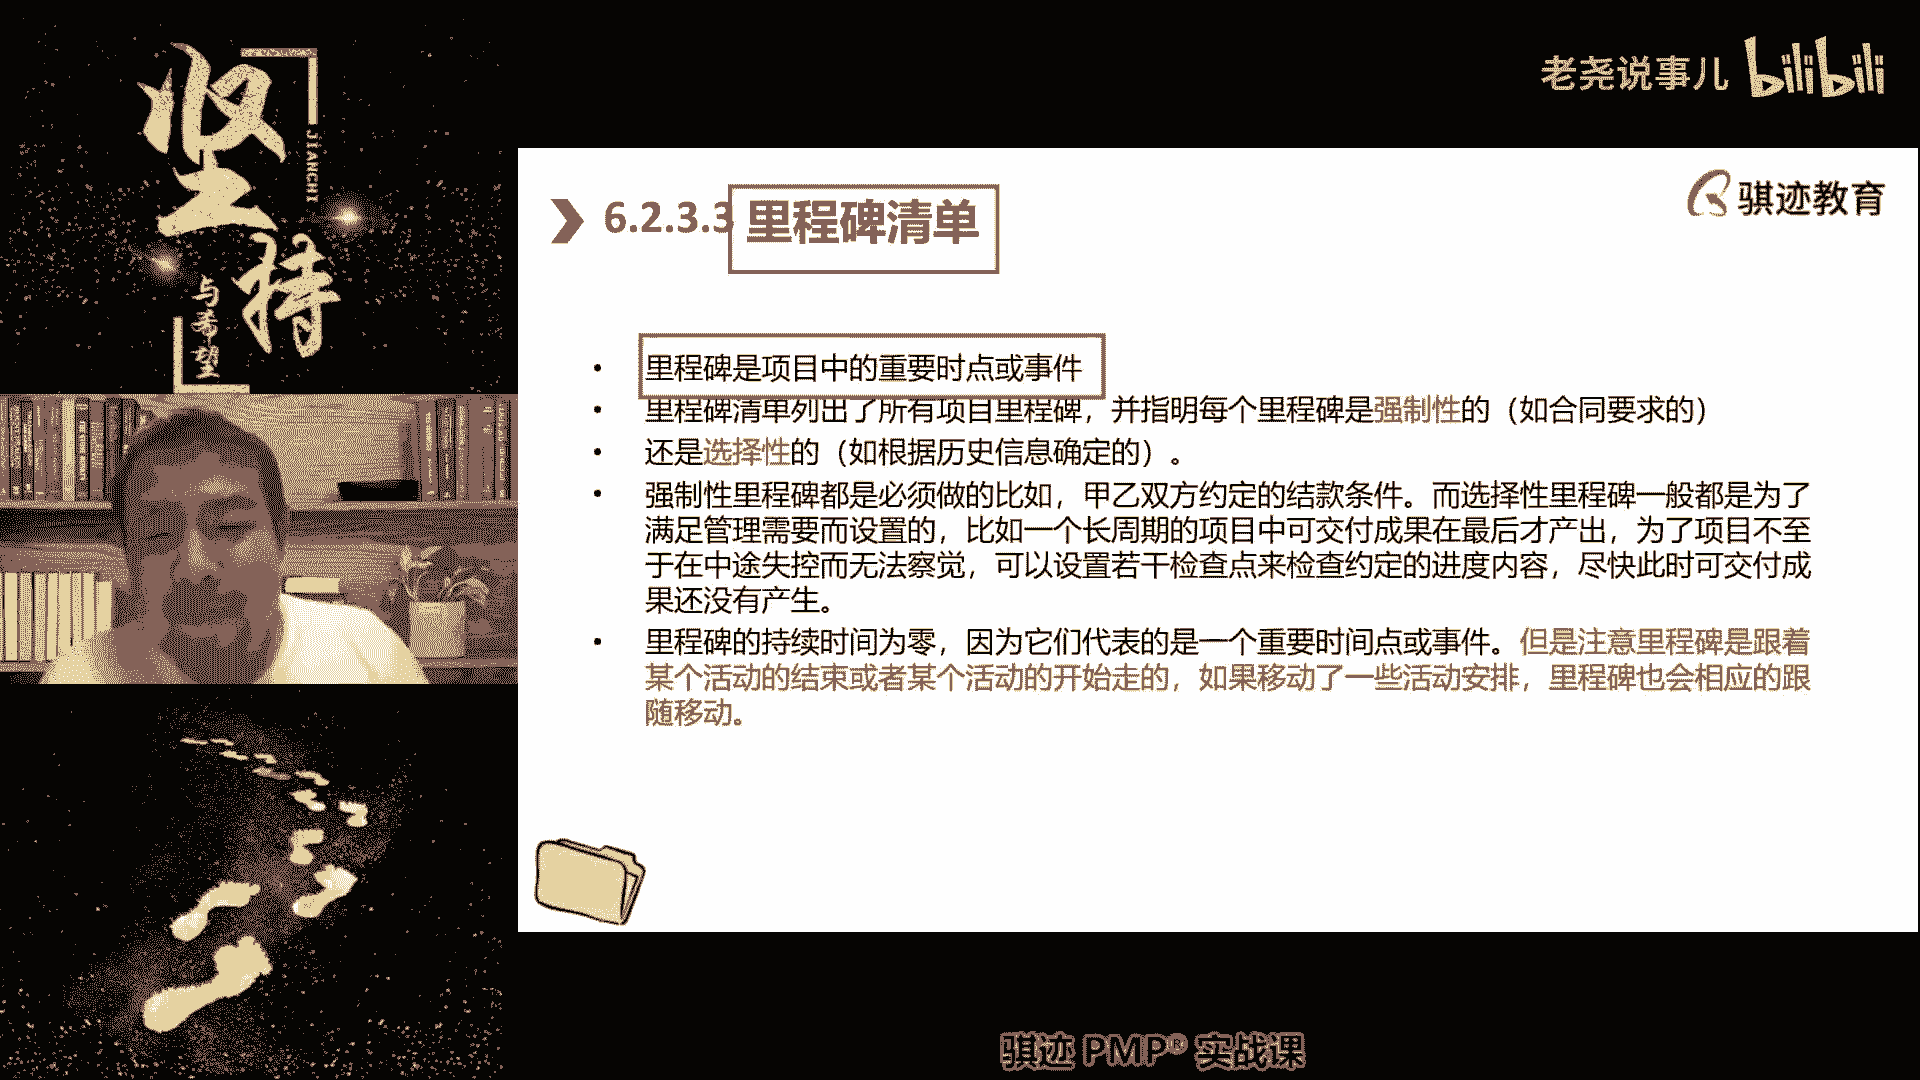 坚持
JIANCHI
与希望
老尧说事儿 bilibili
骐迹教育
6.2.3.3 里程碑清单
• 里程碑是项目中的重要时点或事件
• 里程碑清单列出了所有项目里程碑，并指明每个里程碑是强制性的（如合同要求的）
• 还是选择性的（如根据历史信息确定的）。
• 强制性里程碑都是必须做的比如，甲乙双方约定的结款条件。而选择性里程碑一般都是为了
满足管理需要而设置的，比如一个长周期的项目中可交付成果在最后才产出，为了项目不至
于在中途失控而无法察觉，可以设置若干检查点来检查约定的进度内容，尽快此时可交付成
果还没有产生。
• 里程碑的持续时间为零，因为它们代表的是一个重要时间点或事件。但是注意里程碑是跟着
某个活动的结束或者某个活动的开始走的，如果移动了一些活动安排，里程碑也会相应的跟
随移动。
骐迹 PMP® 实战课